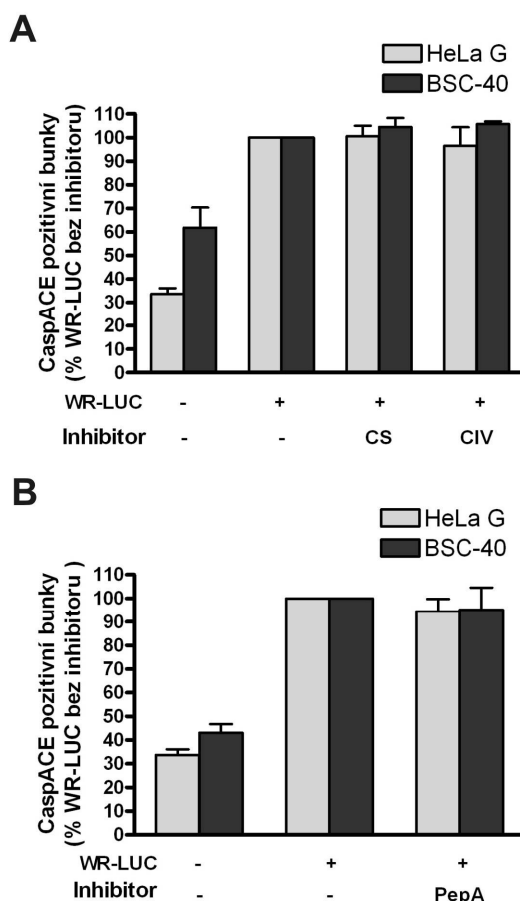 A
HeLa G
BSC-40
CaspACE pozitivní bunky
(% WR-LUC bez inhibitoru)
110
100
90
80
70
60
50
40
30
20
10
0
WR-LUC - + + +
Inhibitor - - CS CIV
B
HeLa G
BSC-40
CaspACE pozitivní bunky
(% WR-LUC bez inhibitoru )
110
100
90
80
70
60
50
40
30
20
10
0
WR-LUC - + +
Inhibitor - - PepA